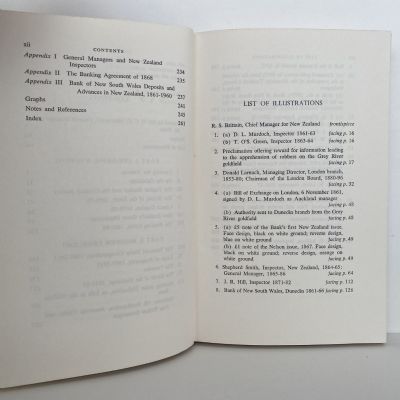 xii
CONTENTS
Appendix I General Managers and New Zealand
Inspectors 234
Appendix II The Banking Agreement of 1868 235
Appendix III Bank of New South Wales Deposits and
Advances in New Zealand, 1861-1960 237
Graphs 241
Notes and References 245
Index 261
LIST OF ILLUSTRATIONS
R. S. Brittain, Chief Manager for New Zealand frontispiece
1. (a) D. L. Murdoch, Inspector 1861-63 facing p. 16
(b) T. O'S. Green, Inspector 1863-64 facing p. 16
2. Proclamation offering reward for information leading
to the apprehension of robbers on the Grey River
goldfield facing p. 17
3. Donald Larnach, Managing Director, London branch,
1853-80; Chairman of the London Board, 1880-96
facing p. 32
4. (a) Bill of Exchange on London, 6 November 1861,
signed by D. L. Murdoch as Auckland manager
facing p. 45
(b) Authority sent to Dunedin branch from the Grey
River goldfield facing p. 45
5. (a) £5 note of the Bank's first New Zealand issue.
Face design, black on white ground; reverse design,
blue on white ground facing p. 49
(b) £1 note of the Nelson issue, 1867. Face design,
black on white ground; reverse design, orange on
white ground facing p. 49
6. Shepherd Smith, Inspector, New Zealand, 1864-65;
General Manager, 1865-86 facing p. 64
7. J. R. Hill, Inspector 1871-82 facing p. 112
8. Bank of New South Wales, Dunedin 1861-66 facing p. 128